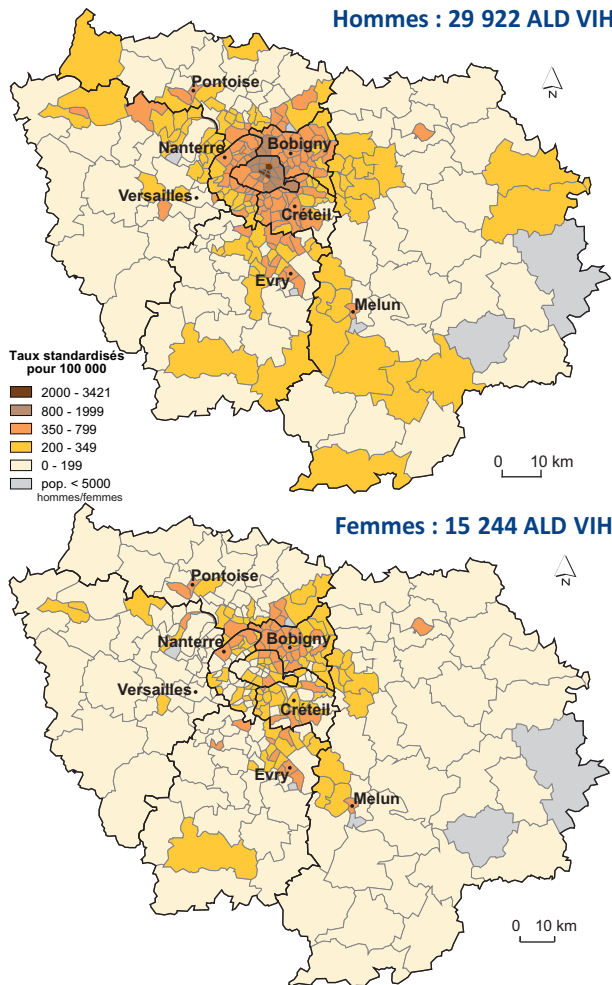 Hommes : 29 922 ALD VIH
N
Pontoise
Nanterre
Bobigny
Versailles
Créteil
Evry
Melun
Taux standardisés
pour 100 000
2000 - 3421
800 - 1999
350 - 799
200 - 349
0 - 199
pop. < 5000
hommes/femmes
0 10 km
Femmes : 15 244 ALD VIH
N
Pontoise
Nanterre
Bobigny
Versailles
Créteil
Evry
Melun
0 10 km